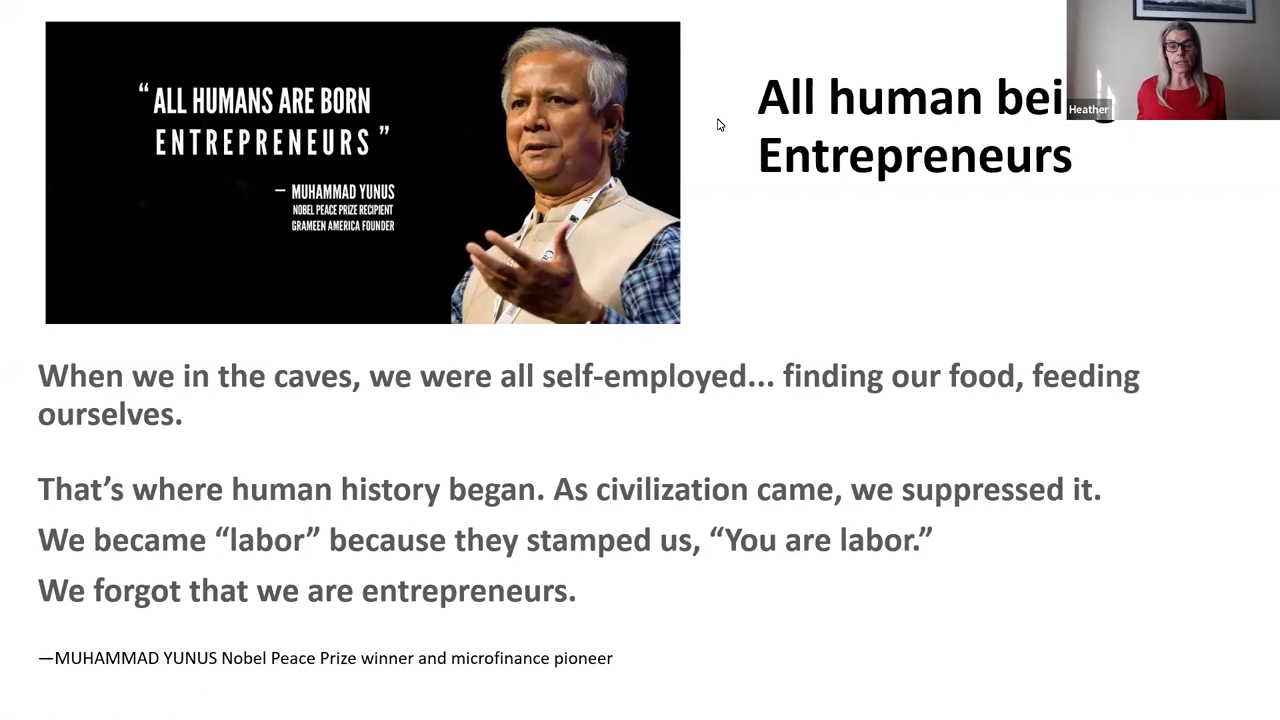 “ ALL HUMANS ARE BORN
ENTREPRENEURS ”
— MUHAMMAD YUNUS
NOBEL PEACE PRIZE RECIPIENT
GRAMEEN AMERICA FOUNDER
All human
Entrepreneurs
Heather
When we in the caves, we were all self-employed... finding our food, feeding
ourselves.
That’s where human history began. As civilization came, we suppressed it.
We became “labor” because they stamped us, “You are labor.”
We forgot that we are entrepreneurs.
—MUHAMMAD YUNUS Nobel Peace Prize winner and microfinance pioneer